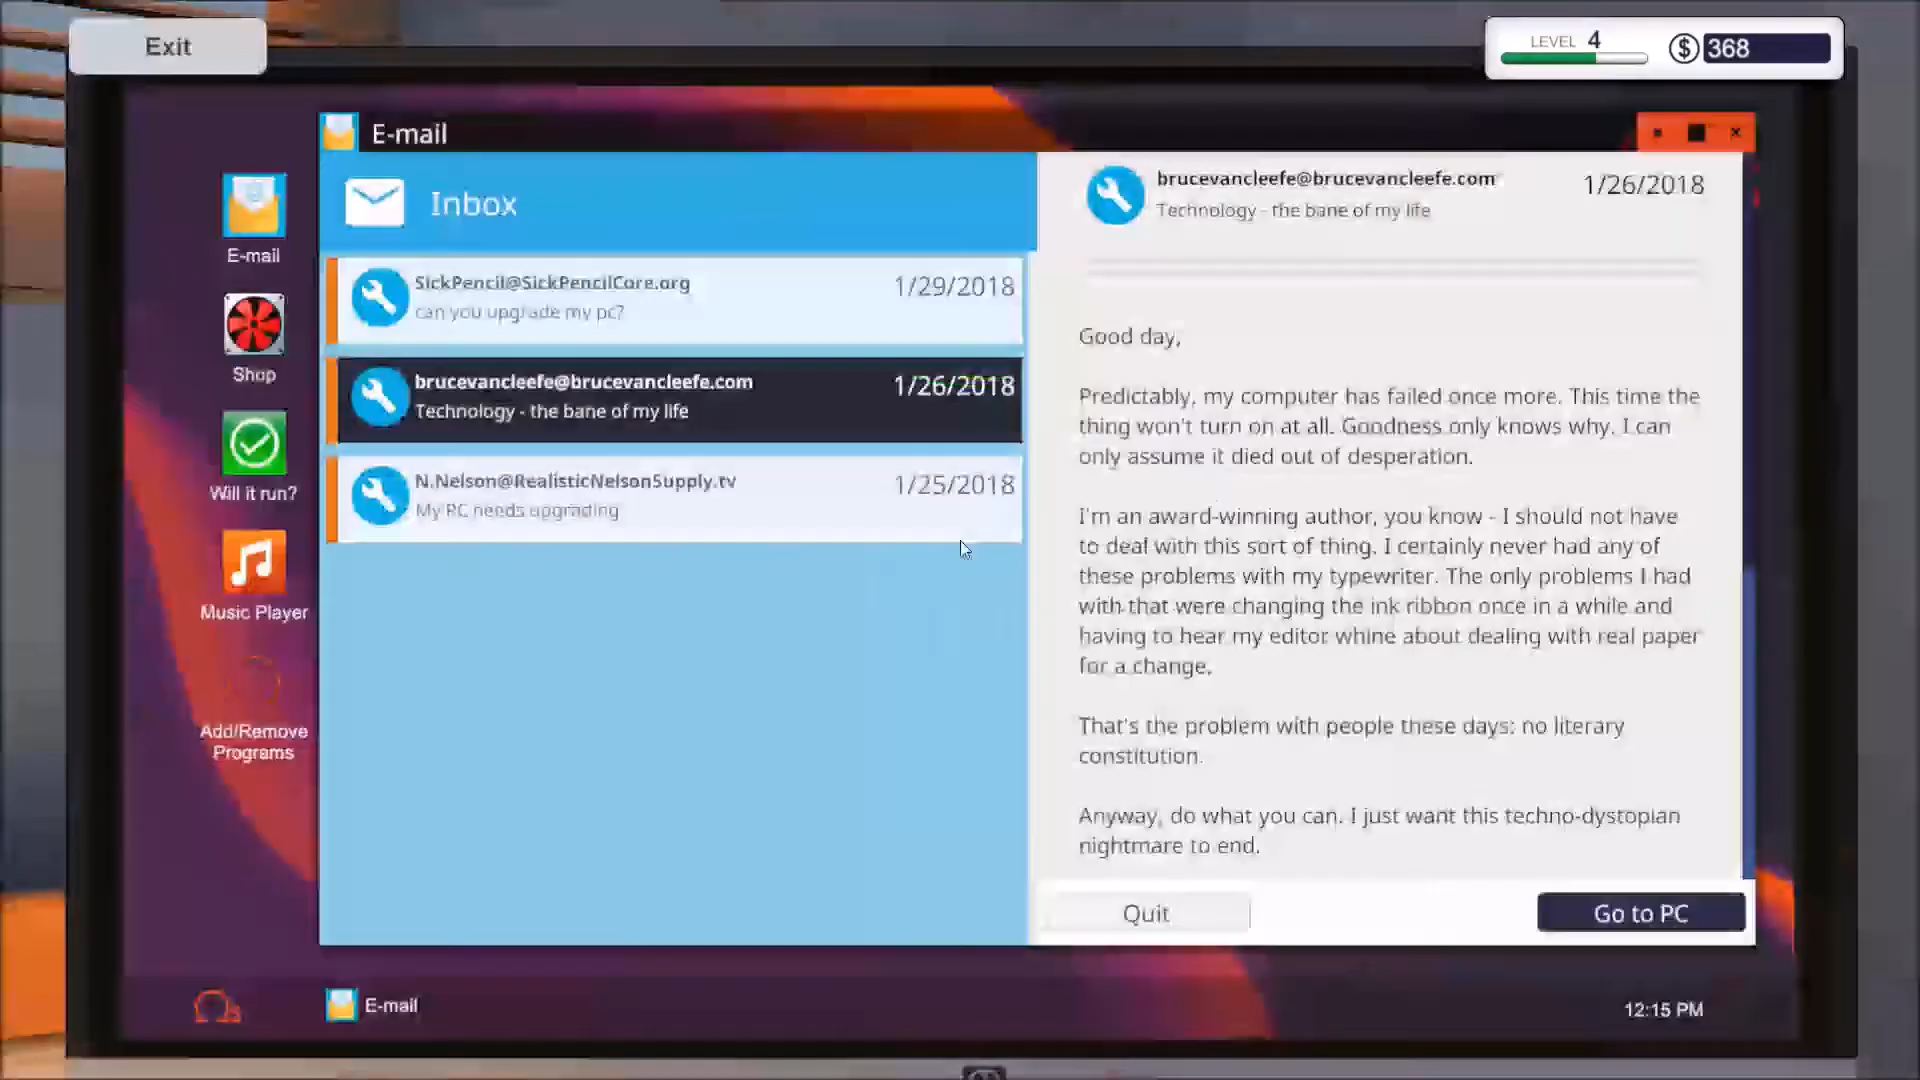 Exit
LEVEL 4
$ 368
E-mail
Inbox
SickPencil@SickPencilCore.org
1/29/2018
can you upgrade my pc?
brucevancleefe@brucevancleefe.com
1/26/2018
Technology - the bane of my life
N.Nelson@RealisticNelsonSupply.tv
1/25/2018
My PC needs upgrading
brucevancleefe@brucevancleefe.com
1/26/2018
Technology - the bane of my life
Good day,
Predictably, my computer has failed once more. This time the
thing won't turn on at all. Goodness only knows why. I can
only assume it died out of desperation.
I'm an award-winning author, you know - I should not have
to deal with this sort of thing. I certainly never had any of
these problems with my typewriter. The only problems I had
with that were changing the ink ribbon once in a while and
having to hear my editor whine about dealing with real paper
for a change.
That's the problem with people these days: no literary
constitution.
Anyway, do what you can. I just want this techno-dystopian
nightmare to end.
Quit
Go to PC
E-mail
Shop
Will it run?
Music Player
Add/Remove
Programs
E-mail
12:15 PM